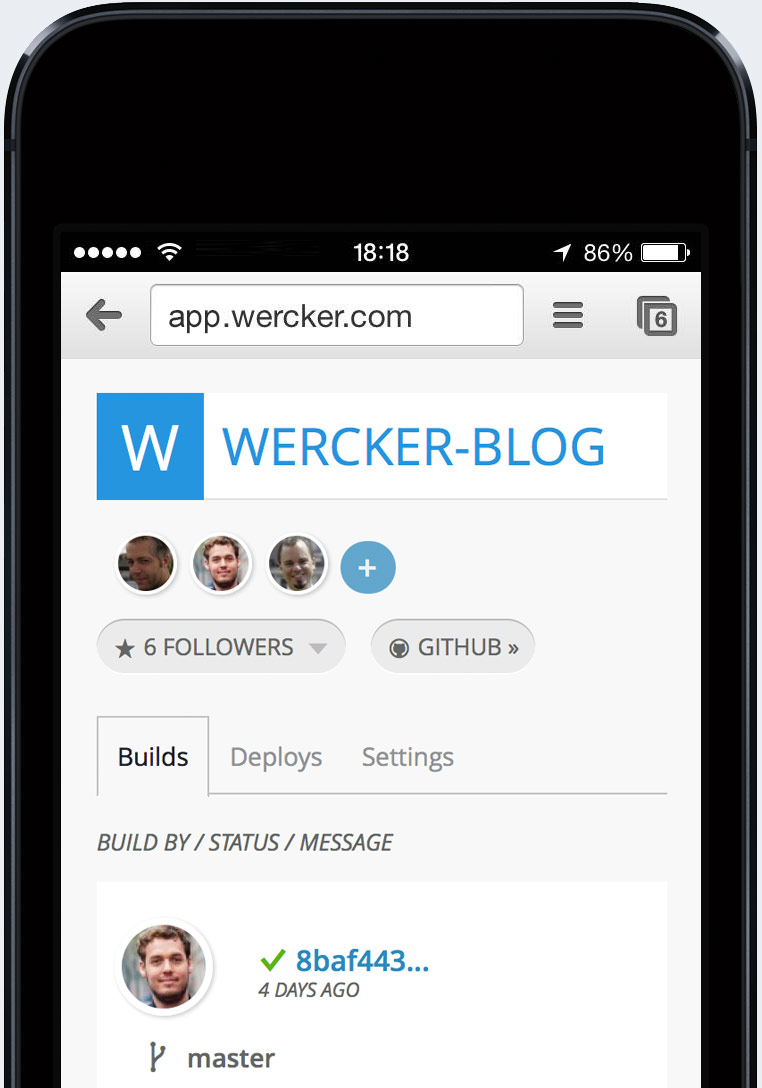 18:18 86%
app.wercker.com 6
W WERCKER-BLOG
+
★ 6 FOLLOWERS GITHUB »
Builds Deploys Settings
BUILD BY / STATUS / MESSAGE
✓ 8baf443...
4 DAYS AGO
master